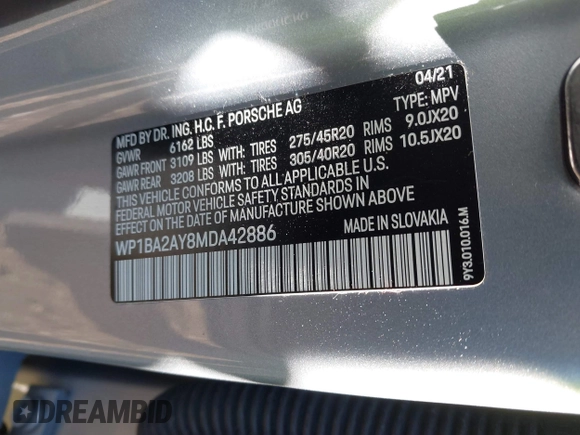 04/21
MFD BY DR. ING. H.C. F. PORSCHE AG TYPE: MPV
GVWR 6162 LBS
GAWR FRONT 3109 LBS WITH: TIRES 275/45R20 RIMS 9.0JX20
GAWR REAR 3208 LBS WITH: TIRES 305/40R20 RIMS 10.5JX20
THIS VEHICLE CONFORMS TO ALL APPLICABLE U.S.
FEDERAL MOTOR VEHICLE SAFETY STANDARDS IN
EFFECT ON THE DATE OF MANUFACTURE SHOWN ABOVE
WP1BA2AY8MDA42886 MADE IN SLOVAKIA
9Y3.010.016.M
DREAMBID